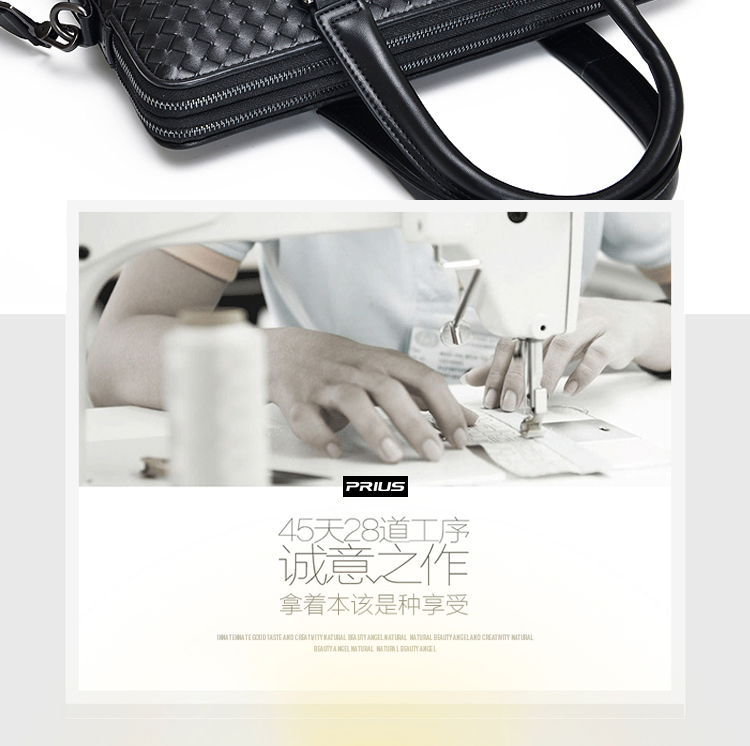 PRIUS
45天28道工序
诚意之作
拿着本该是种享受
INNATENNATE GOOD TASTE AND CREATIVITY NATURAL BEAUTY ANGEL NATURAL NATURAL BEAUTY ANGEL AND CREATIVITY NATURAL
BEAUTY ANGEL NATURAL NATURAL BEAUTY ANGEL